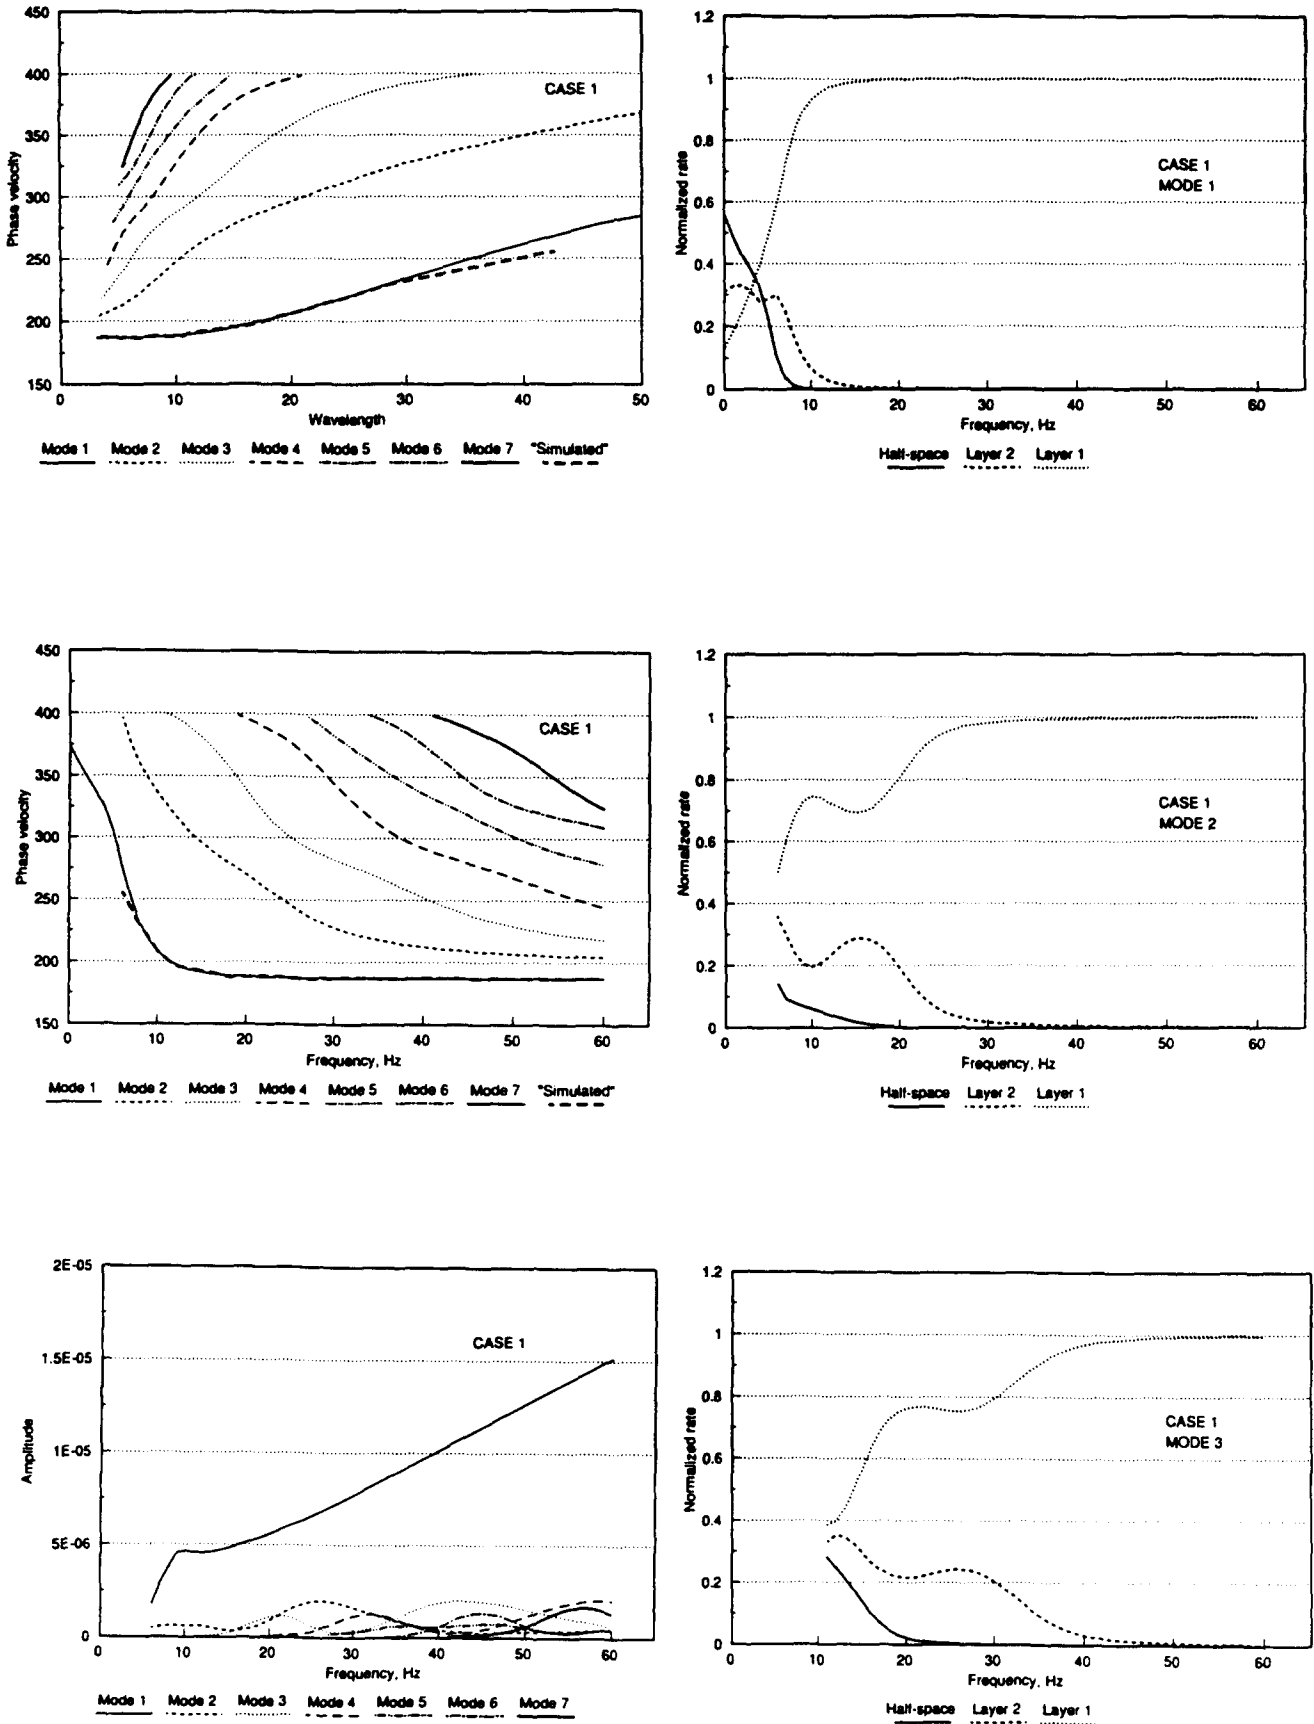 450
400
350
300
250
200
150
Phase velocity
CASE 1
0 10 20 30 40 50
Wavelength
Mode 1 Mode 2 Mode 3 Mode 4 Mode 5 Mode 6 Mode 7 "Simulated"
1.2
1
0.8
0.6
0.4
0.2
0
Normalized rate
CASE 1
MODE 1
0 10 20 30 40 50 60
Frequency, Hz
Half-space Layer 2 Layer 1
450
400
350
300
250
200
150
Phase velocity
CASE 1
0 10 20 30 40 50 60
Frequency, Hz
Mode 1 Mode 2 Mode 3 Mode 4 Mode 5 Mode 6 Mode 7 "Simulated"
1.2
1
0.8
0.6
0.4
0.2
0
Normalized rate
CASE 1
MODE 2
0 10 20 30 40 50 60
Frequency, Hz
Half-space Layer 2 Layer 1
2E-05
1.5E-05
1E-05
5E-06
0
Amplitude
CASE 1
0 10 20 30 40 50 60
Frequency, Hz
Mode 1 Mode 2 Mode 3 Mode 4 Mode 5 Mode 6 Mode 7
1.2
1
0.8
0.6
0.4
0.2
0
Normalized rate
CASE 1
MODE 3
0 10 20 30 40 50 60
Frequency, Hz
Half-space Layer 2 Layer 1